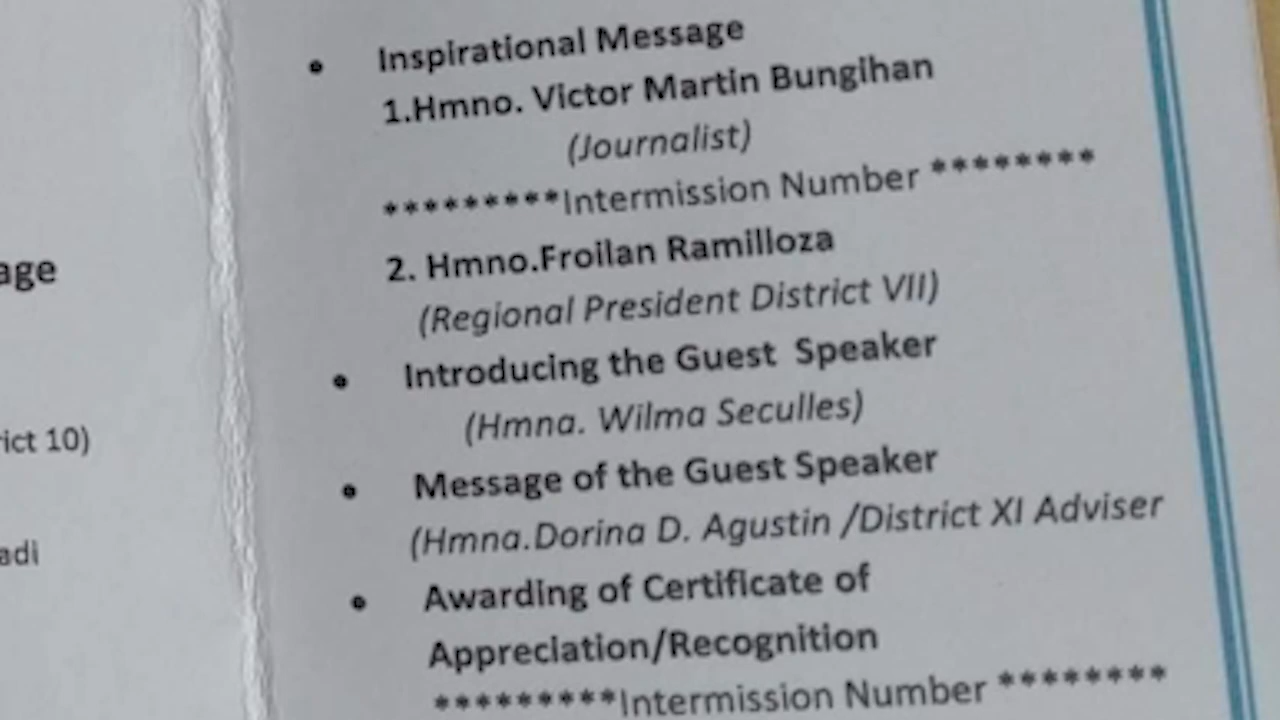 age
rict 10)
adi
• Inspirational Message
1.Hmno. Victor Martin Bungihan
(Journalist)
*********Intermission Number ********
2. Hmno.Froilan Ramilloza
(Regional President District VII)
• Introducing the Guest Speaker
(Hmna. Wilma Seculles)
• Message of the Guest Speaker
(Hmna.Dorina D. Agustin /District XI Adviser
• Awarding of Certificate of
Appreciation/Recognition
*********Intermission Number ********